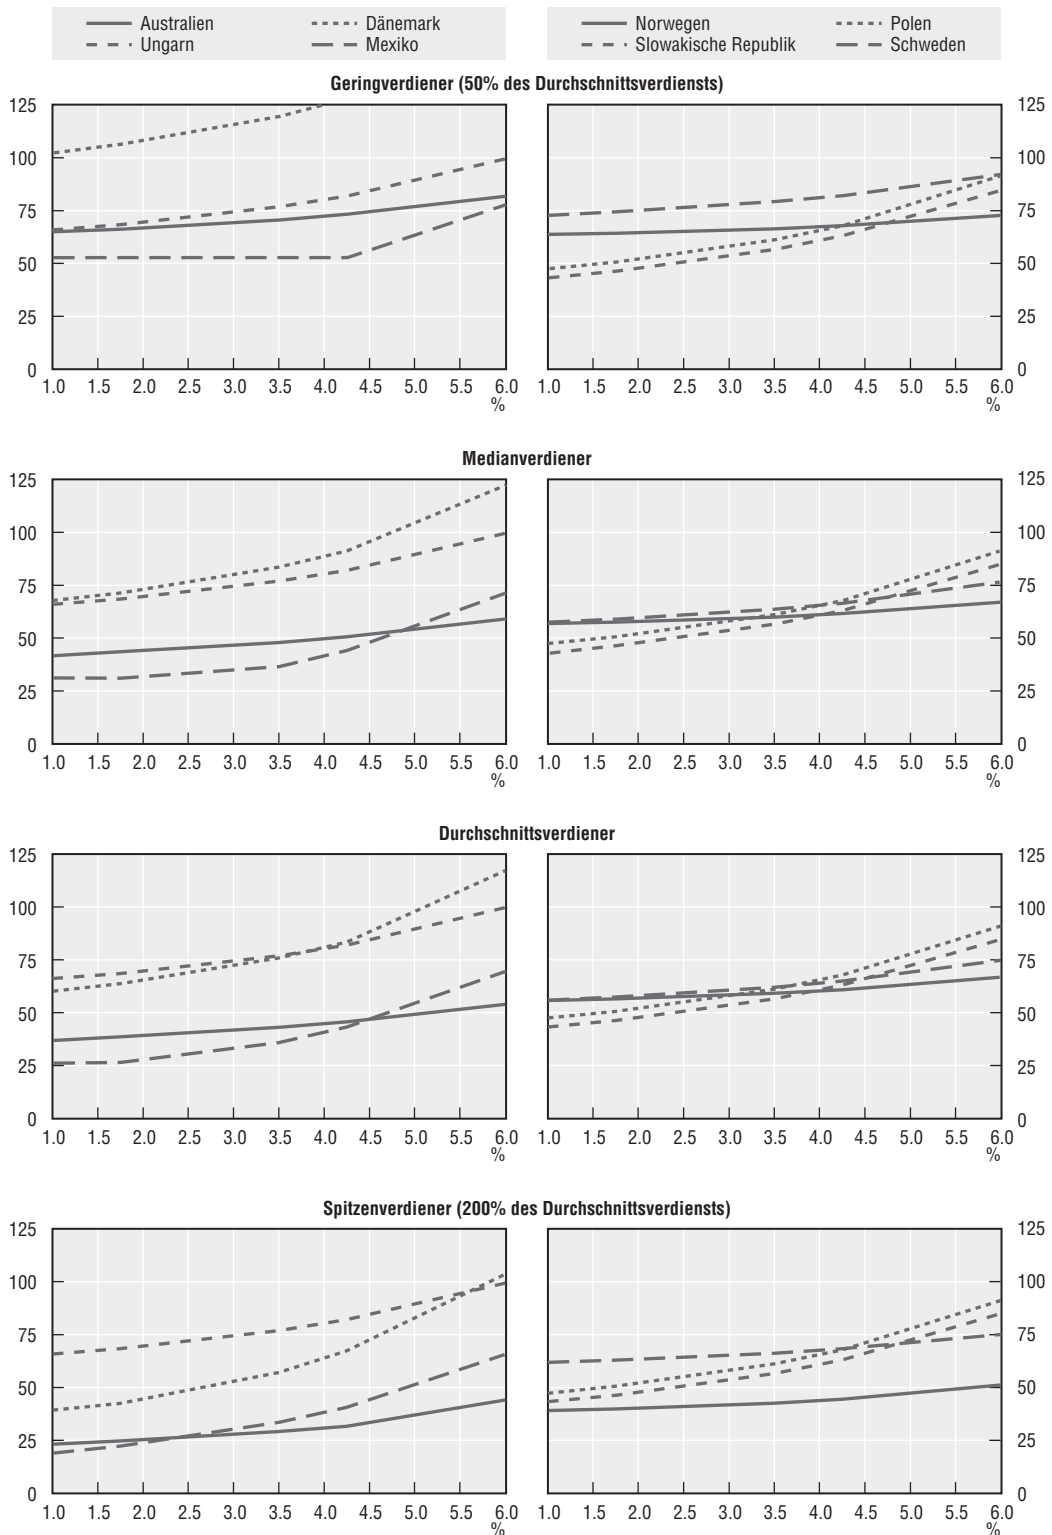 Australien Dänemark Norwegen Polen
Ungarn Mexiko Slowakische Republik Schweden
Geringverdiener (50% des Durchschnittsverdiensts)
125 125
100 100
75 75
50 50
25 25
0 0
1.0 1.5 2.0 2.5 3.0 3.5 4.0 4.5 5.0 5.5 6.0 1.0 1.5 2.0 2.5 3.0 3.5 4.0 4.5 5.0 5.5 6.0
% %
Medianverdiener
125 125
100 100
75 75
50 50
25 25
0 0
1.0 1.5 2.0 2.5 3.0 3.5 4.0 4.5 5.0 5.5 6.0 1.0 1.5 2.0 2.5 3.0 3.5 4.0 4.5 5.0 5.5 6.0
% %
Durchschnittsverdiener
125 125
100 100
75 75
50 50
25 25
0 0
1.0 1.5 2.0 2.5 3.0 3.5 4.0 4.5 5.0 5.5 6.0 1.0 1.5 2.0 2.5 3.0 3.5 4.0 4.5 5.0 5.5 6.0
% %
Spitzenverdiener (200% des Durchschnittsverdiensts)
125 125
100 100
75 75
50 50
25 25
0 0
1.0 1.5 2.0 2.5 3.0 3.5 4.0 4.5 5.0 5.5 6.0 1.0 1.5 2.0 2.5 3.0 3.5 4.0 4.5 5.0 5.5 6.0
% %